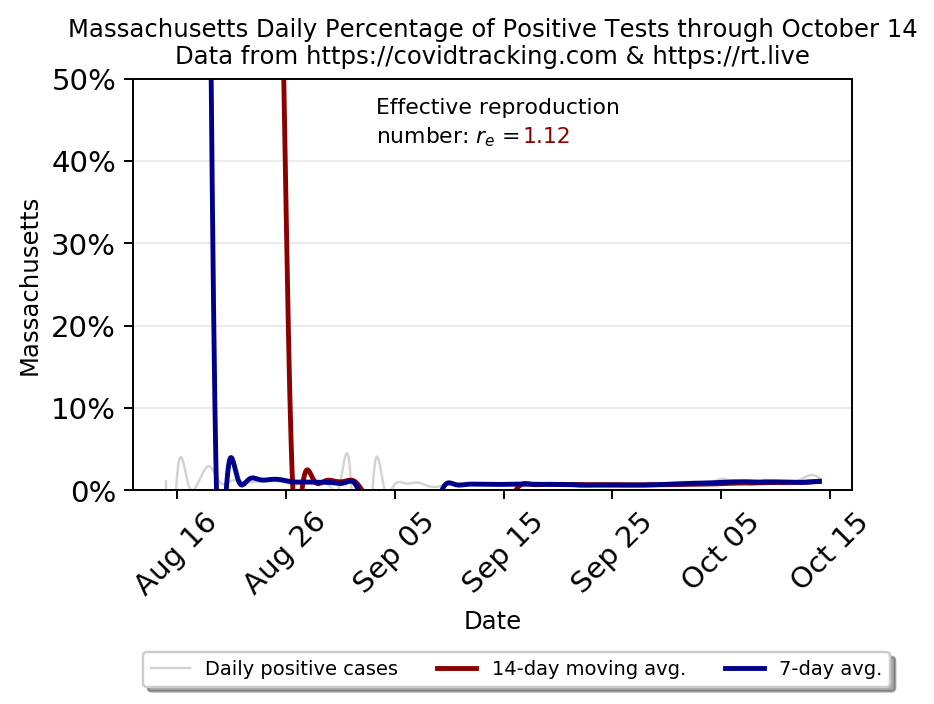 Massachusetts Daily Percentage of Positive Tests through October 14
Data from https://covidtracking.com & https://rt.live
50%
40%
30%
20%
10%
0%
Massachusetts
Effective reproduction
number: rₑ =1.12
Aug 16
Aug 26
Sep 05
Sep 15
Sep 25
Oct 05
Oct 15
Date
Daily positive cases
14-day moving avg.
7-day avg.